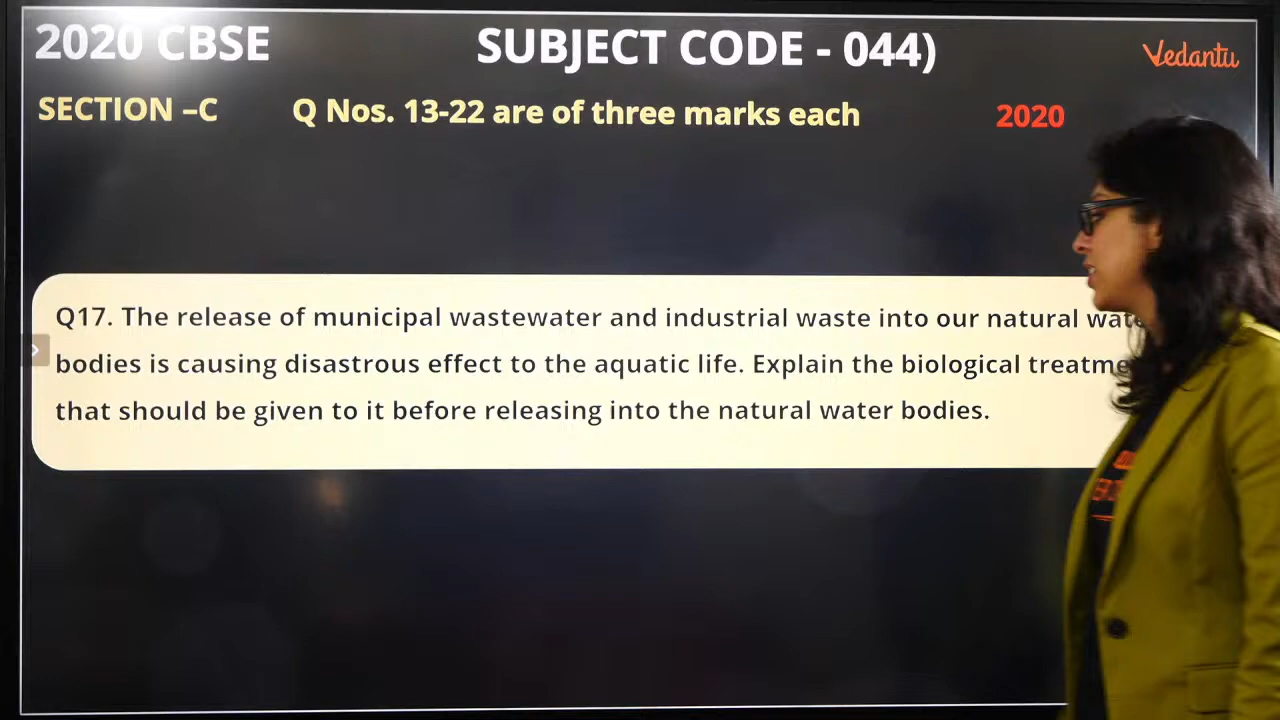 2020 CBSE SUBJECT CODE - 044) Vedantu
SECTION –C Q Nos. 13-22 are of three marks each 2020
Q17. The release of municipal wastewater and industrial waste into our natural
bodies is causing disastrous effect to the aquatic life. Explain the biological
that should be given to it before releasing into the natural water bodies.